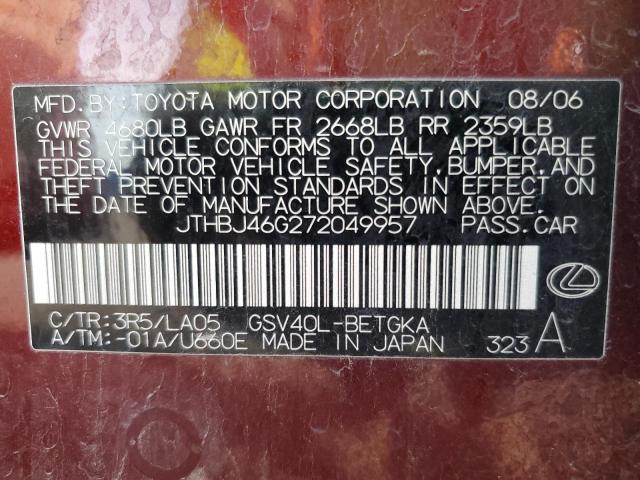 MFD.BY:TOYOTA MOTOR CORPORATION 08/06
GVWR 4680LB GAWR FR 2668LB RR 2359LB
THIS VEHICLE CONFORMS TO ALL APPLICABLE
FEDERAL MOTOR VEHICLE SAFETY,BUMPER,AND
THEFT PREVENTION STANDARDS IN EFFECT ON
THE DATE OF MANUFACTURE SHOWN ABOVE.
JTHBJ46G272049957 PASS.CAR
C/TR:3R5/LA05 GSV40L-BETGKA
A/TM:-01A/U660E MADE IN JAPAN 323 A